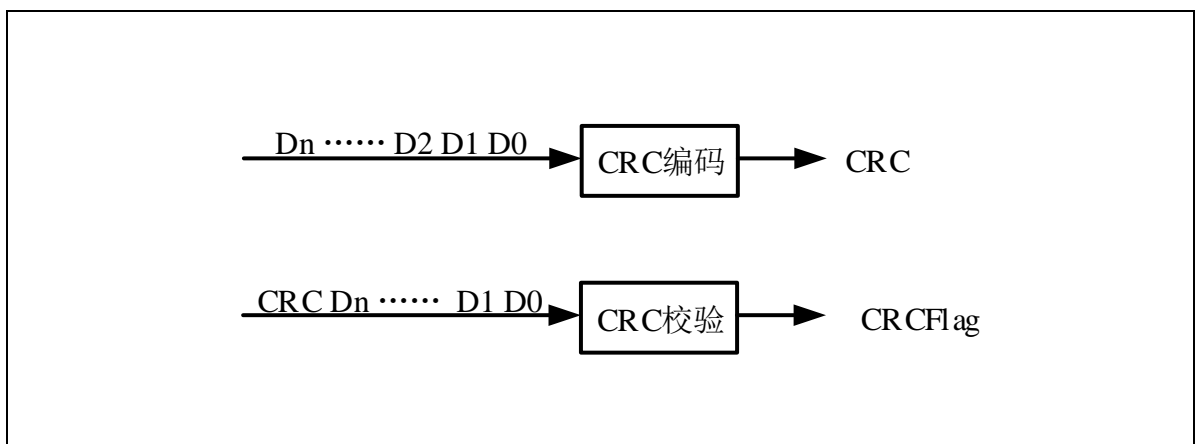 Dn ······ D2 D1 D0
CRC编码
CRC
CRC Dn ······ D1 D0
CRC校验
CRCFlag